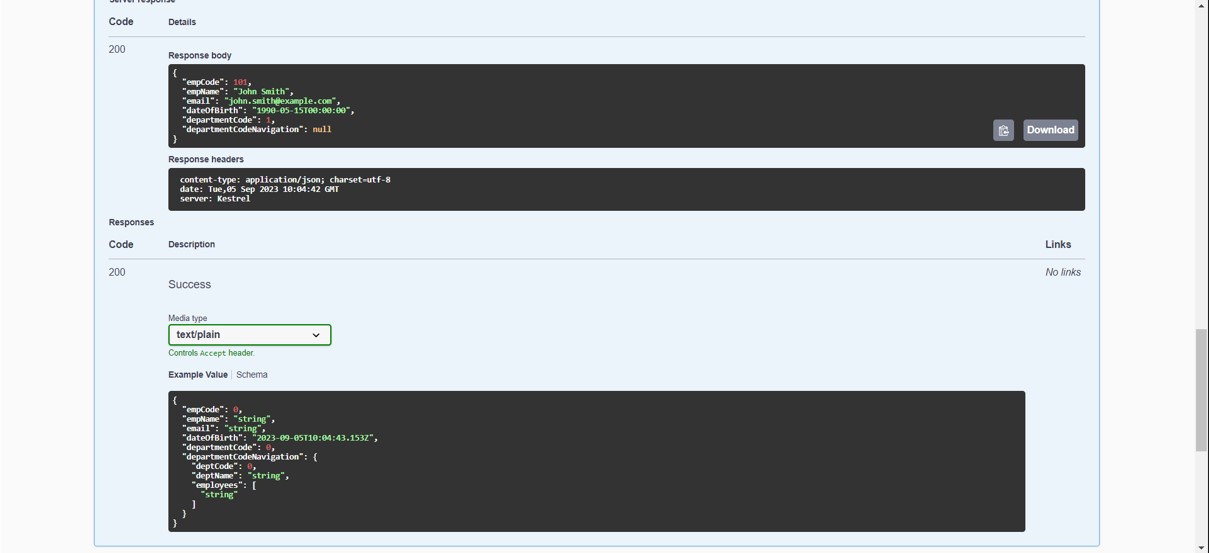 Server response
Code Details
200
Response body
{
"empCode": 101,
"empName": "John Smith",
"email": "john.smith@example.com",
"dateOfBirth": "1990-05-15T00:00:00",
"departmentCode": 1,
"departmentCodeNavigation": null
}
Download
Response headers
content-type: application/json; charset=utf-8
date: Tue,05 Sep 2023 10:04:42 GMT
server: Kestrel
Responses
Code Description Links
200 No links
Success
Media type
text/plain
Controls Accept header.
Example Value Schema
{
"empCode": 0,
"empName": "string",
"email": "string",
"dateOfBirth": "2023-09-05T10:04:43.153Z",
"departmentCode": 0,
"departmentCodeNavigation": {
"deptCode": 0,
"deptName": "string",
"employees": [
"string"
]
}
}